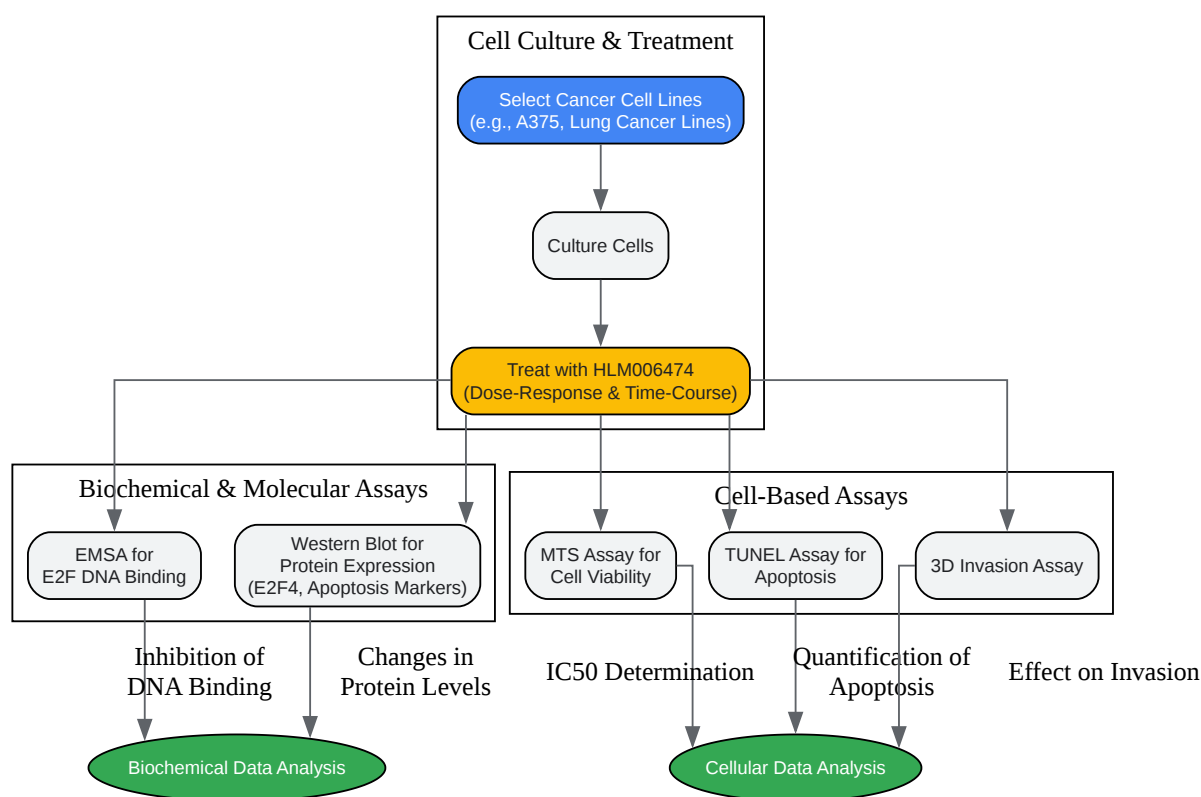 Cell Culture & Treatment
Select Cancer Cell Lines
(e.g., A375, Lung Cancer Lines)
Culture Cells
Treat with HLM006474
(Dose-Response & Time-Course)
Biochemical & Molecular Assays
EMSA for
E2F DNA Binding
Western Blot for
Protein Expression
(E2F4, Apoptosis Markers)
Cell-Based Assays
MTS Assay for
Cell Viability
TUNEL Assay for
Apoptosis
3D Invasion Assay
Inhibition of
DNA Binding
Changes in
Protein Levels
IC50 Determination
Quantification of
Apoptosis
Effect on Invasion
Biochemical Data Analysis
Cellular Data Analysis